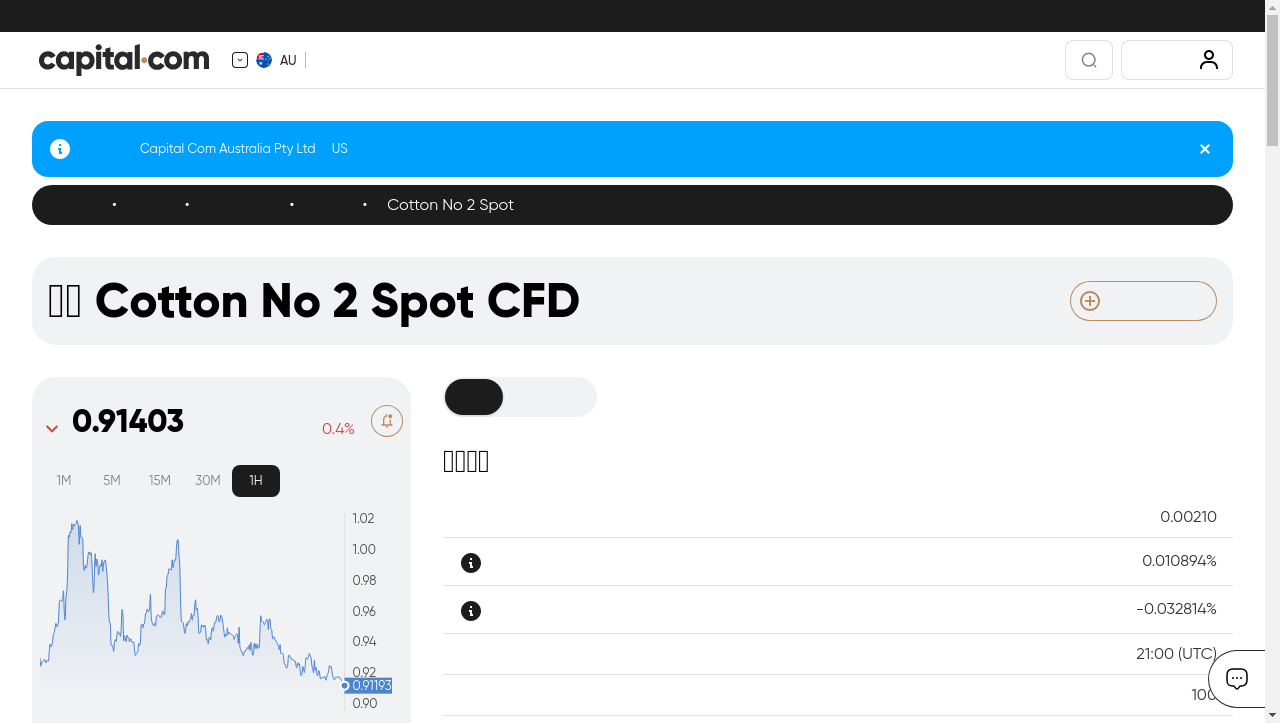 capital.com
AU
Capital Com Australia Pty Ltd US
Cotton No 2 Spot
Cotton No 2 Spot CFD
0.91403
0.4%
1M 5M 15M 30M 1H
1.02
1.00
0.98
0.96
0.94
0.92
0.91193
0.90
0.00210
0.010894%
-0.032814%
21:00 (UTC)
100